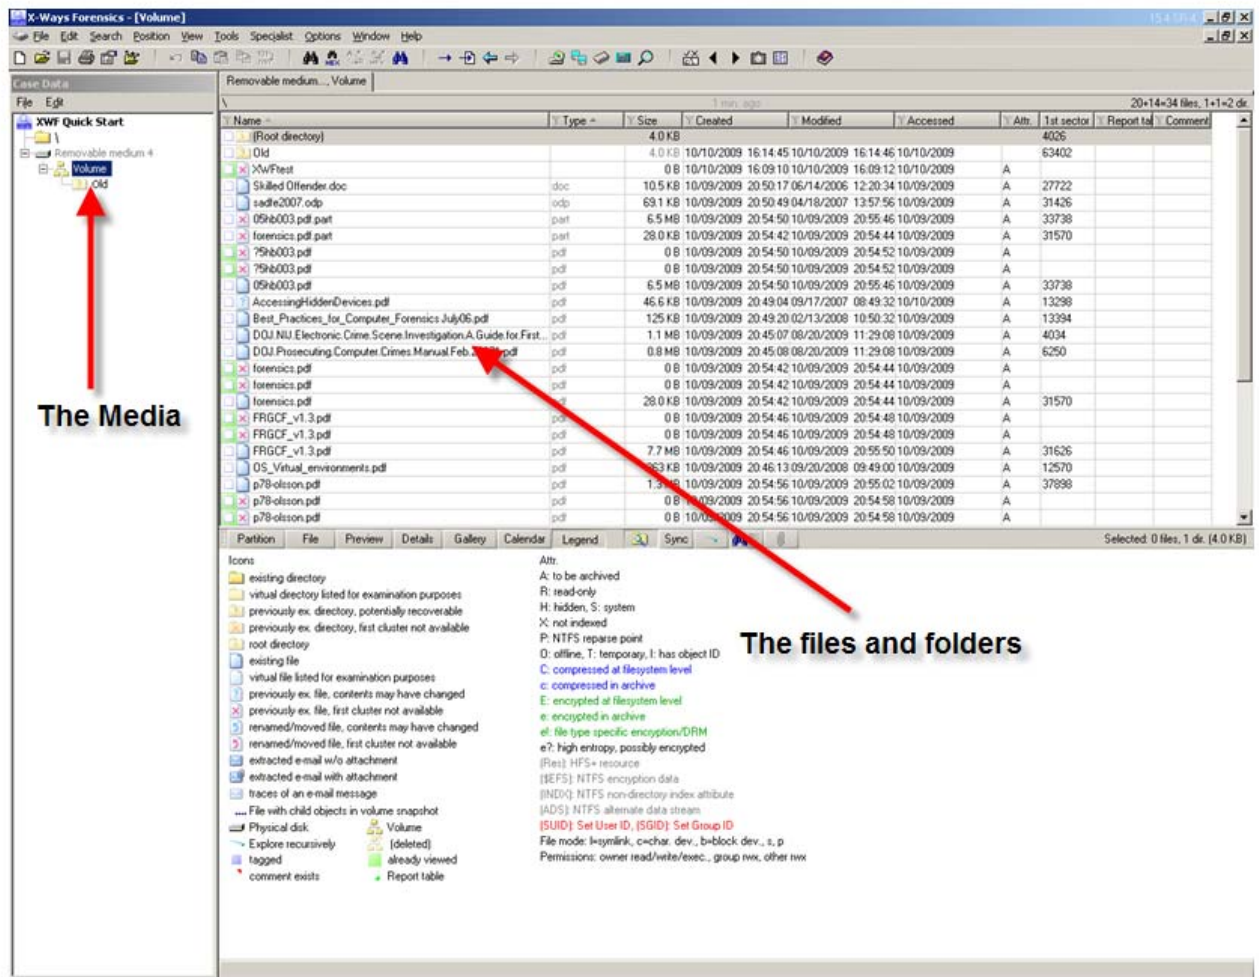 X-Ways Forensics - [Volume]
15.4 SR-4
File Edit Search Position View Tools Specialist Options Window Help
Case Data
File Edit
XWF Quick Start
\
Removable medium 4
Volume
Old
The Media
Removable medium..., Volume
\ 1 min. ago 20+14=34 files, 1+1=2 dir.
Name Type Size Created Modified Accessed Attr. 1st sector Report tal Comment
(Root directory) 4.0 KB 4026
Old 4.0 KB 10/10/2009 16:14:45 10/10/2009 16:14:46 10/10/2009 63402
XWFtest 0 B 10/10/2009 16:09:10 10/10/2009 16:09:12 10/10/2009 A
Skilled Offender.doc doc 10.5 KB 10/09/2009 20:50:17 06/14/2006 12:20:34 10/09/2009 A 27722
sadfe2007.odp odp 69.1 KB 10/09/2009 20:50:49 04/18/2007 13:57:56 10/09/2009 A 31426
05hb003.pdf.part part 6.5 MB 10/09/2009 20:54:50 10/09/2009 20:55:46 10/09/2009 A 33738
forensics.pdf.part part 28.0 KB 10/09/2009 20:54:42 10/09/2009 20:54:44 10/09/2009 A 31570
?5hb003.pdf pdf 0 B 10/09/2009 20:54:50 10/09/2009 20:54:52 10/09/2009 A
?5hb003.pdf pdf 0 B 10/09/2009 20:54:50 10/09/2009 20:54:52 10/09/2009 A
05hb003.pdf pdf 6.5 MB 10/09/2009 20:54:50 10/09/2009 20:55:46 10/09/2009 A 33738
AccessingHiddenDevices.pdf pdf 46.6 KB 10/09/2009 20:49:04 09/17/2007 08:49:32 10/10/2009 A 13298
Best_Practices_for_Computer_Forensics July06.pdf pdf 125 KB 10/09/2009 20:49:20 02/13/2008 10:50:32 10/09/2009 A 13394
DOJ.NIJ.Electronic.Crime.Scene.Investigation.A.Guide.for.First... pdf 1.1 MB 10/09/2009 20:45:07 08/20/2009 11:29:08 10/09/2009 A 4034
DOJ.Prosecuting.Computer.Crimes.Manual.Feb. pdf pdf 0.8 MB 10/09/2009 20:45:08 08/20/2009 11:29:08 10/09/2009 A 6250
forensics.pdf 0 B 10/09/2009 20:54:42 10/09/2009 20:54:44 10/09/2009 A
forensics.pdf pdf 0 B 10/09/2009 20:54:42 10/09/2009 20:54:44 10/09/2009 A
forensics.pdf pdf 28.0 KB 10/09/2009 20:54:42 10/09/2009 20:54:44 10/09/2009 A 31570
FRGCF_v1.3.pdf pdf 0 B 10/09/2009 20:54:46 10/09/2009 20:54:48 10/09/2009 A
FRGCF_v1.3.pdf pdf 0 B 10/09/2009 20:54:46 10/09/2009 20:54:48 10/09/2009 A
FRGCF_v1.3.pdf pdf 7.7 MB 10/09/2009 20:54:46 10/09/2009 20:55:50 10/09/2009 A 31626
OS_Virtual_environments.pdf pdf KB 10/09/2009 20:46:13 09/20/2008 09:49:00 10/09/2009 A 12570
p78-olsson.pdf pdf 10/09/2009 20:54:56 10/09/2009 20:55:02 10/09/2009 A 37898
p78-olsson.pdf pdf 0 B 20:54:56 10/09/2009 20:54:58 10/09/2009 A
p78-olsson.pdf pdf 0 B 20:54:56 10/09/2009 20:54:58 10/09/2009 A
Partition File Preview Details Gallery Calendar Legend Sync Selected: 0 files, 1 dir. (4.0 KB)
Icons
existing directory
virtual directory listed for examination purposes
previously ex. directory, potentially recoverable
previously ex. directory, first cluster not available
root directory
existing file
virtual file listed for examination purposes
previously ex. file, contents may have changed
previously ex. file, first cluster not available
renamed/moved file, contents may have changed
renamed/moved file, first cluster not available
extracted e-mail w/o attachment
extracted e-mail with attachment
traces of an e-mail message
.... File with child objects in volume snapshot
Physical disk Volume
Explore recursively (deleted)
tagged already viewed
comment exists Report table
Attr.
A: to be archived
R: read-only
H: hidden, S: system
X: not indexed
P: NTFS reparse point
O: offline, T: temporary, I: has object ID
C: compressed at filesystem level
c: compressed in archive
E: encrypted at filesystem level
e: encrypted in archive
e!: file type specific encryption/DRM
e?: high entropy, possibly encrypted
(Res): HFS+ resource
($EFS): NTFS encryption data
(INDX): NTFS non-directory index attribute
(ADS): NTFS alternate data stream
(SUID): Set User ID, (SGID): Set Group ID
File mode: l=symlink, c=char. dev., b=block dev., s, p
Permissions: owner read/write/exec., group rwx, other rwx
The files and folders